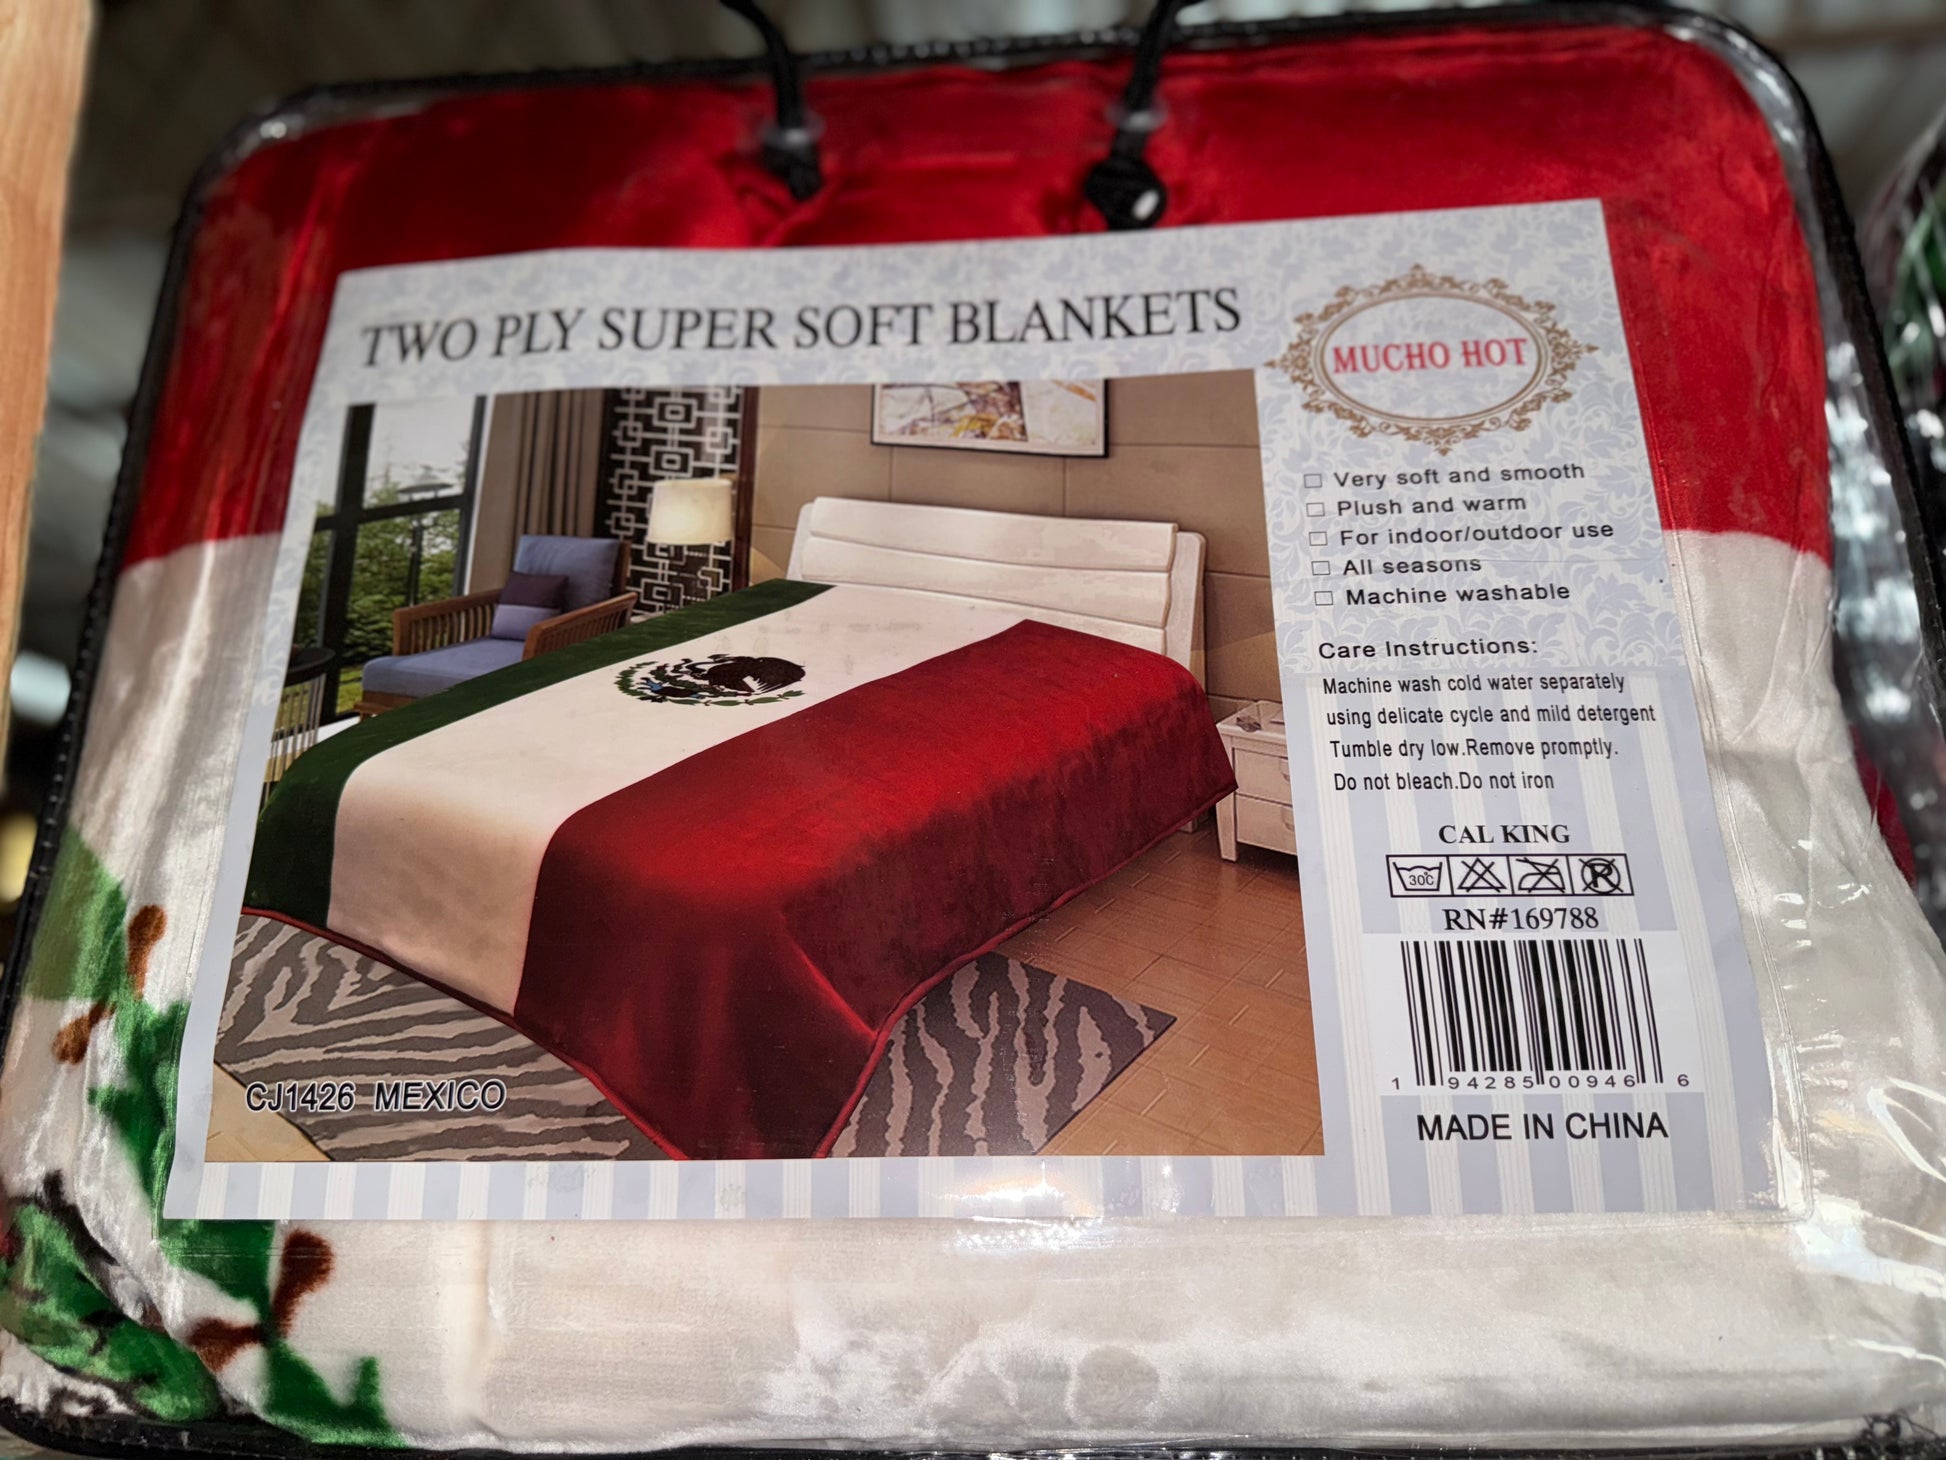 TWO PLY SUPER SOFT BLANKETS
MUCHO HOT
Very soft and smooth
Plush and warm
For indoor/outdoor use
All seasons
Machine washable
Care Instructions:
Machine wash cold water separately
using delicate cycle and mild detergent
Tumble dry low.Remove promptly.
Do not bleach.Do not iron
CAL KING
30C
R
RN#169788
1 94285 00946 6
MADE IN CHINA
CJ1426 MEXICO